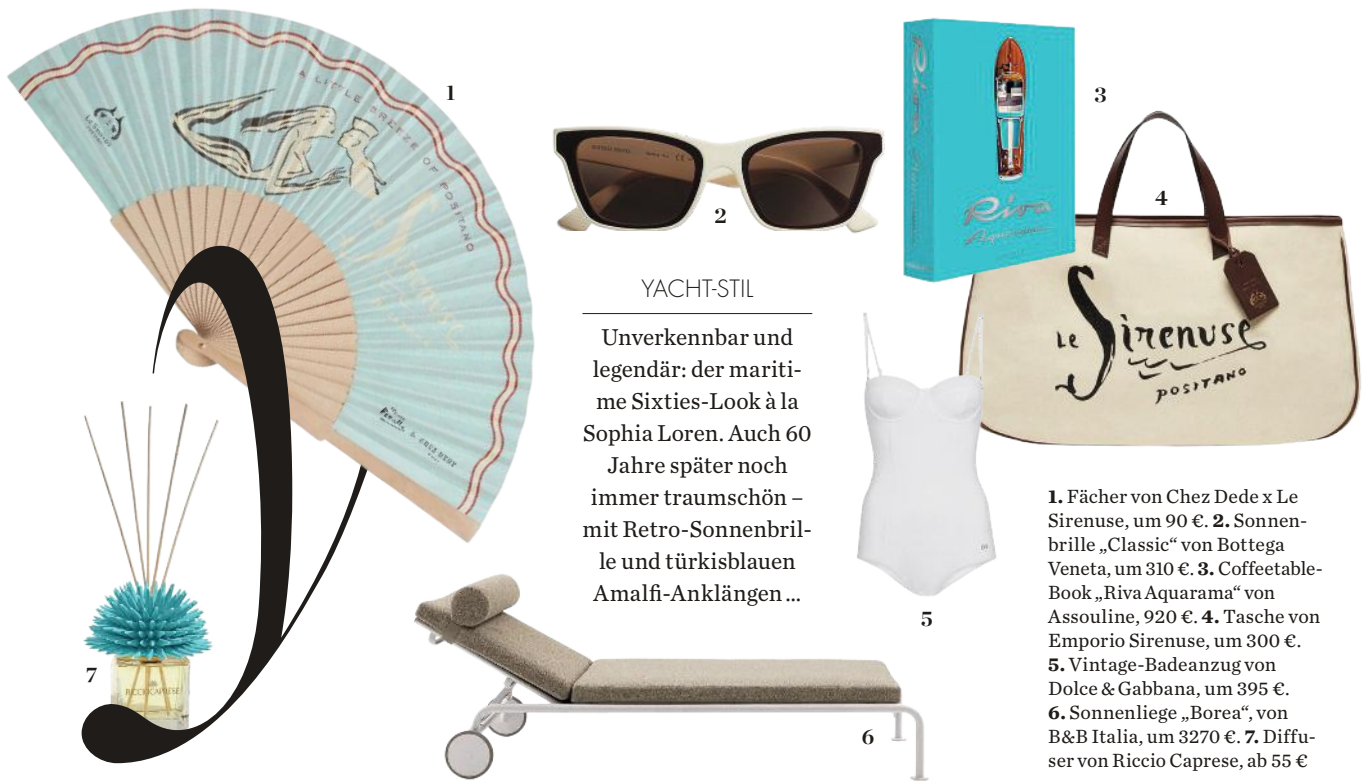 1
A LITTLE BREEZE OF POSITANO
2
3
Riva
Aquarama
4
LE Sirenuse
POSITANO
YACHT-STIL
Unverkennbar und
legendär: der mariti-
me Sixties-Look à la
Sophia Loren. Auch 60
Jahre später noch
immer traumschön –
mit Retro-Sonnenbril-
le und türkisblauen
Amalfi-Anklängen ...
5
6
7
RICCIO CAPRESE
1. Fächer von Chez Dede x Le
Sirenuse, um 90 €. 2. Sonnen-
brille „Classic“ von Bottega
Veneta, um 310 €. 3. Coffeetable-
Book „Riva Aquarama“ von
Assouline, 920 €. 4. Tasche von
Emporio Sirenuse, um 300 €.
5. Vintage-Badeanzug von
Dolce & Gabbana, um 395 €.
6. Sonnenliege „Borea“, von
B&B Italia, um 3270 €. 7. Diffu-
ser von Riccio Caprese, ab 55 €